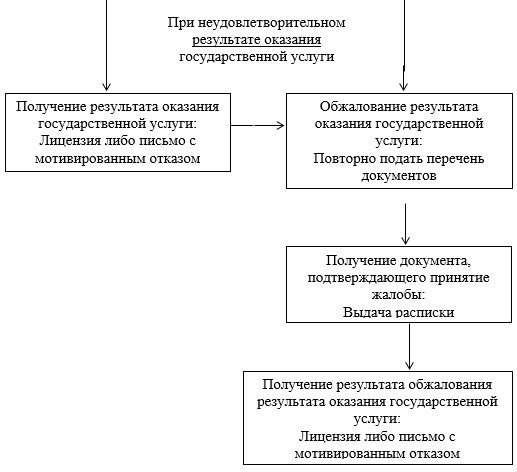 При неудовлетворительном
результате оказания
государственной услуги
Получение результата оказания
государственной услуги:
Лицензия либо письмо с
мотивированным отказом
Обжалование результата
оказания государственной
услуги:
Повторно подать перечень
документов
Получение документа,
подтверждающего принятие
жалобы:
Выдача расписки
Получение результата обжалования
результата оказания государственной
услуги:
Лицензия либо письмо с
мотивированным отказом